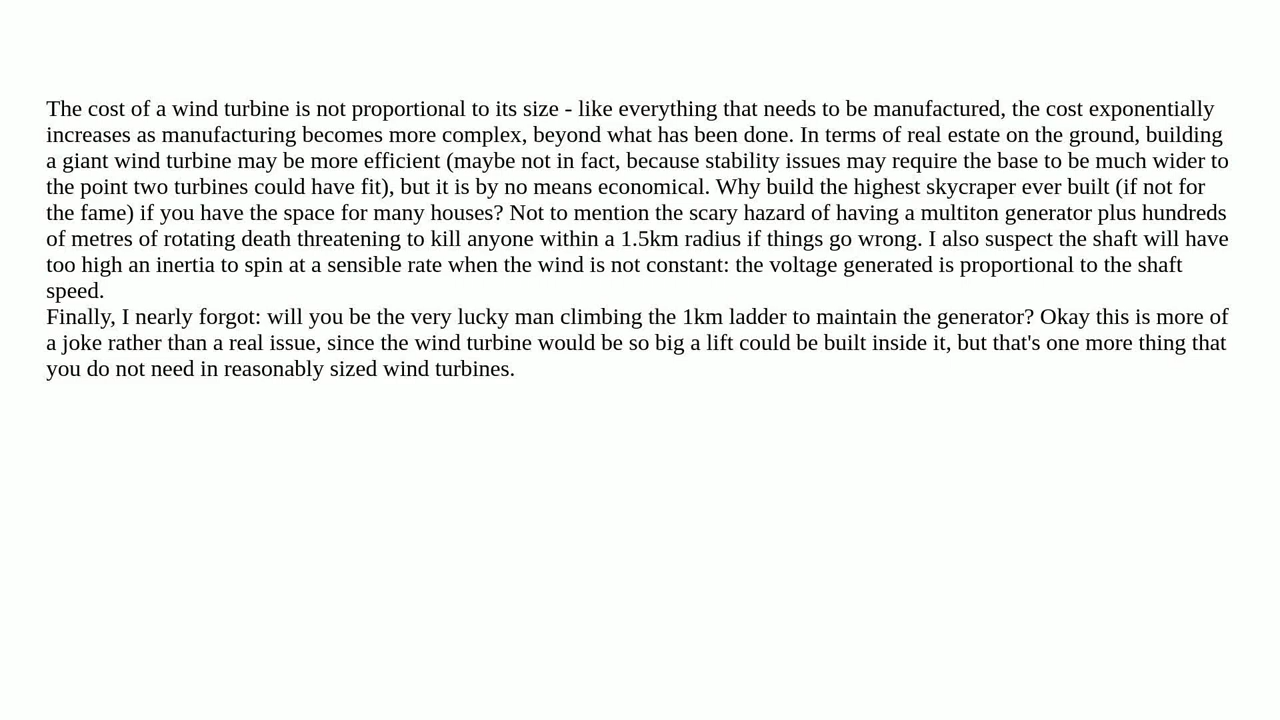 The cost of a wind turbine is not proportional to its size - like everything that needs to be manufactured, the cost exponentially
increases as manufacturing becomes more complex, beyond what has been done. In terms of real estate on the ground, building
a giant wind turbine may be more efficient (maybe not in fact, because stability issues may require the base to be much wider to
the point two turbines could have fit), but it is by no means economical. Why build the highest skycraper ever built (if not for
the fame) if you have the space for many houses? Not to mention the scary hazard of having a multiton generator plus hundreds
of metres of rotating death threatening to kill anyone within a 1.5km radius if things go wrong. I also suspect the shaft will have
too high an inertia to spin at a sensible rate when the wind is not constant: the voltage generated is proportional to the shaft
speed.
Finally, I nearly forgot: will you be the very lucky man climbing the 1km ladder to maintain the generator? Okay this is more of
a joke rather than a real issue, since the wind turbine would be so big a lift could be built inside it, but that's one more thing that
you do not need in reasonably sized wind turbines.